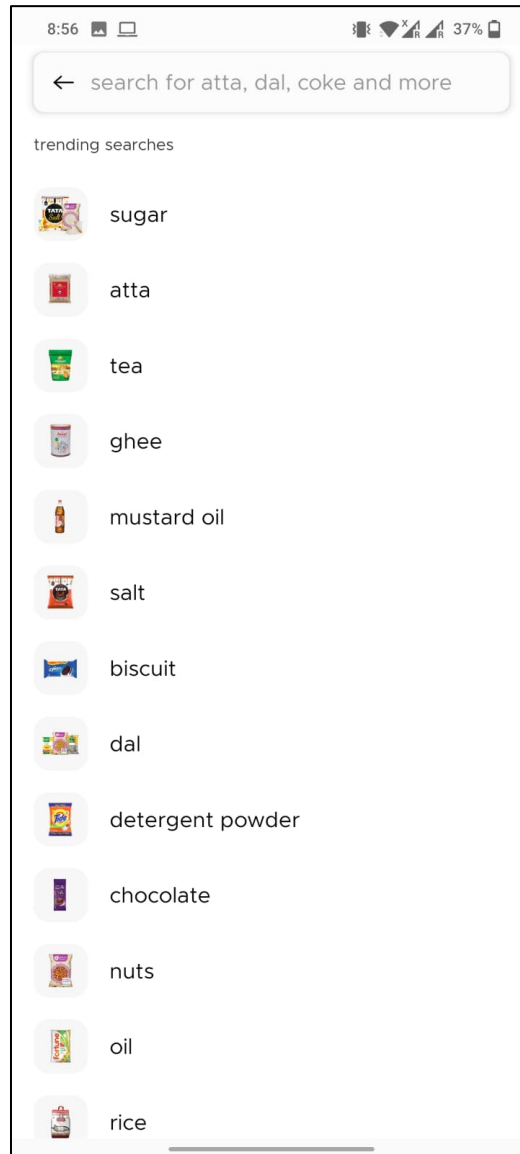 8:56
37%
search for atta, dal, coke and more
trending searches
sugar
atta
tea
ghee
mustard oil
salt
biscuit
dal
detergent powder
chocolate
nuts
oil
rice